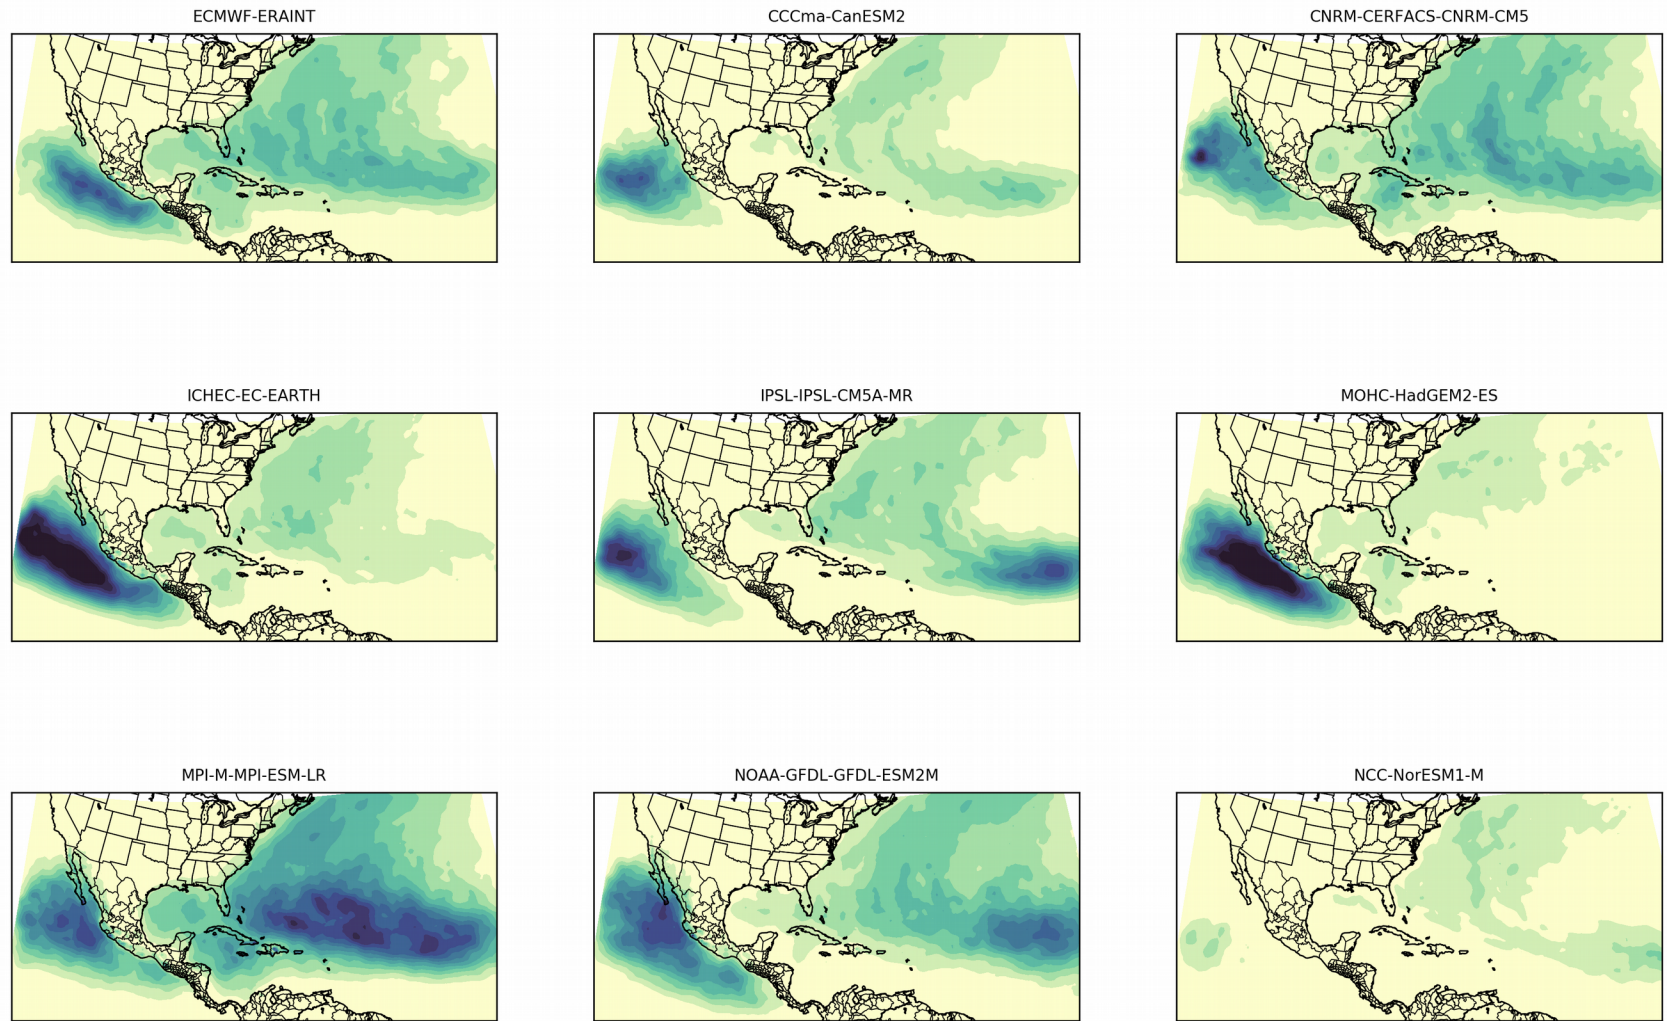 ECMWF-ERAINT
CCCma-CanESM2
CNRM-CERFACS-CNRM-CM5
ICHEC-EC-EARTH
IPSL-IPSL-CM5A-MR
MOHC-HadGEM2-ES
MPI-M-MPI-ESM-LR
NOAA-GFDL-GFDL-ESM2M
NCC-NorESM1-M